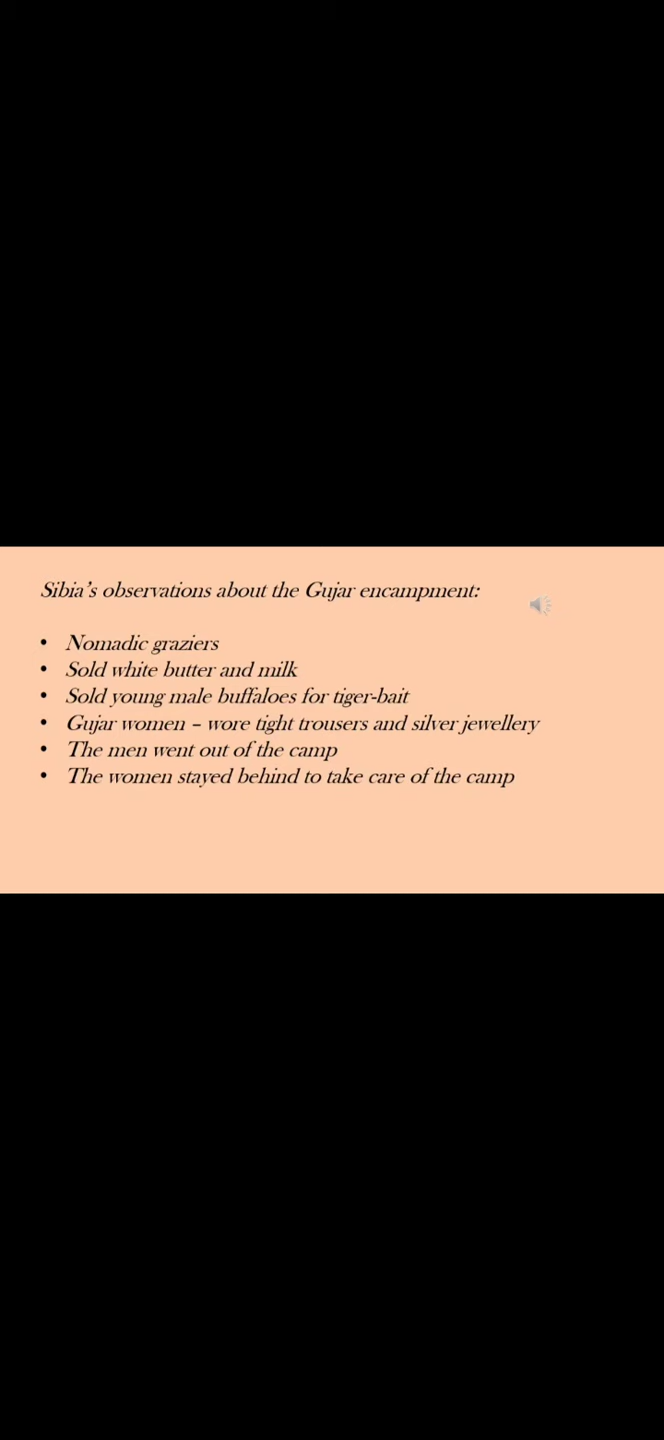 Sibia's observations about the Gujar encampment:
• Nomadic graziers
• Sold white butter and milk
• Sold young male buffaloes for tiger-bait
• Gujar women – wore tight trousers and silver jewellery
• The men went out of the camp
• The women stayed behind to take care of the camp